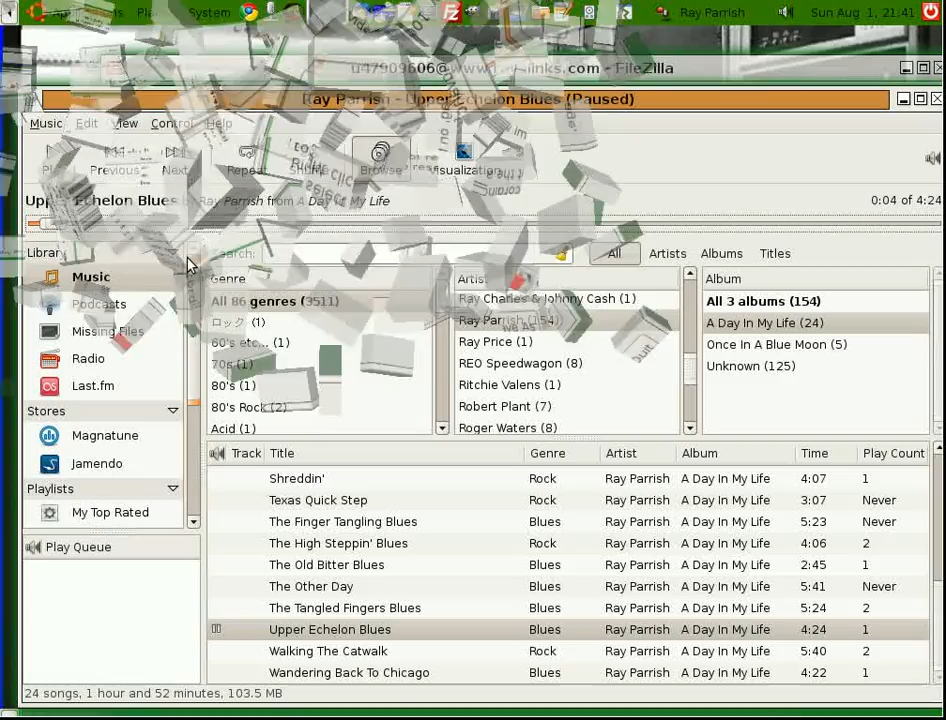 System Ray Parrish Sun Aug 1, 21:41
u47909606@www.rayslinks.com - FileZilla
Ray Parrish - Upper Echelon Blues (Paused)
Music Edit View Control Help
Previous Next Repeat Shuffle Browse Visualization
Upper Echelon Blues by Ray Parrish from A Day In My Life 0:04 of 4:24
Library Search: All Artists Albums Titles
Music
Podcasts
Missing Files
Radio
Last.fm
Stores
Magnatune
Jamendo
Playlists
My Top Rated
Play Queue
Genre
All 86 genres (3511)
ロック (1)
60's etc... (1)
70s (1)
80's (1)
80's Rock (2)
Acid (1)
Artist
Ray Charles & Johnny Cash (1)
Ray Parrish (154)
Ray Price (1)
REO Speedwagon (8)
Ritchie Valens (1)
Robert Plant (7)
Roger Waters (8)
Album
All 3 albums (154)
A Day In My Life (24)
Once In A Blue Moon (5)
Unknown (125)
Track Title Genre Artist Album Time Play Count
Shreddin' Rock Ray Parrish A Day In My Life 4:07 1
Texas Quick Step Rock Ray Parrish A Day In My Life 3:07 Never
The Finger Tangling Blues Blues Ray Parrish A Day In My Life 5:23 Never
The High Steppin' Blues Rock Ray Parrish A Day In My Life 4:06 2
The Old Bitter Blues Blues Ray Parrish A Day In My Life 2:45 1
The Other Day Blues Ray Parrish A Day In My Life 5:41 Never
The Tangled Fingers Blues Blues Ray Parrish A Day In My Life 5:24 2
Upper Echelon Blues Blues Ray Parrish A Day In My Life 4:24 1
Walking The Catwalk Rock Ray Parrish A Day In My Life 5:40 2
Wandering Back To Chicago Blues Ray Parrish A Day In My Life 4:22 1
24 songs, 1 hour and 52 minutes, 103.5 MB